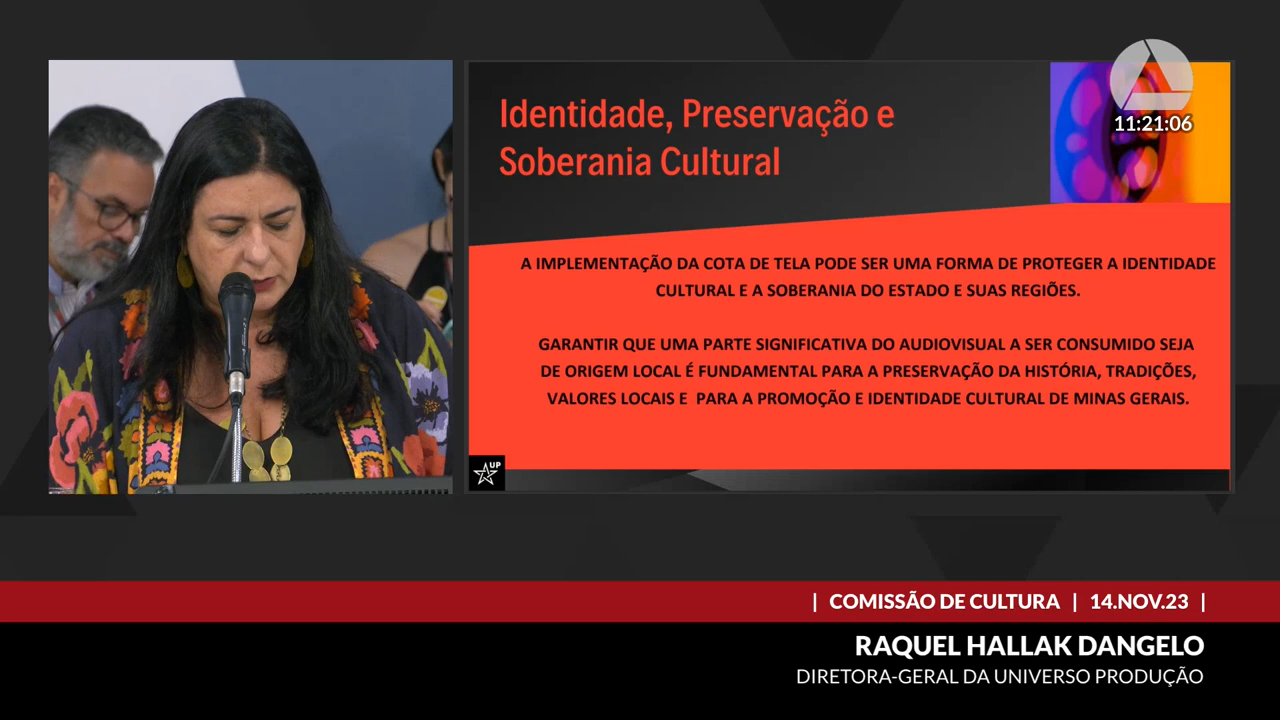 Identidade, Preservação e
Soberania Cultural
11:21:06
A IMPLEMENTAÇÃO DA COTA DE TELA PODE SER UMA FORMA DE PROTEGER A IDENTIDADE
CULTURAL E A SOBERANIA DO ESTADO E SUAS REGIÕES.
GARANTIR QUE UMA PARTE SIGNIFICATIVA DO AUDIOVISUAL A SER CONSUMIDO SEJA
DE ORIGEM LOCAL É FUNDAMENTAL PARA A PRESERVAÇÃO DA HISTÓRIA, TRADIÇÕES,
VALORES LOCAIS E PARA A PROMOÇÃO E IDENTIDADE CULTURAL DE MINAS GERAIS.
UP
| COMISSÃO DE CULTURA | 14.NOV.23 |
RAQUEL HALLAK DANGELO
DIRETORA-GERAL DA UNIVERSO PRODUÇÃO